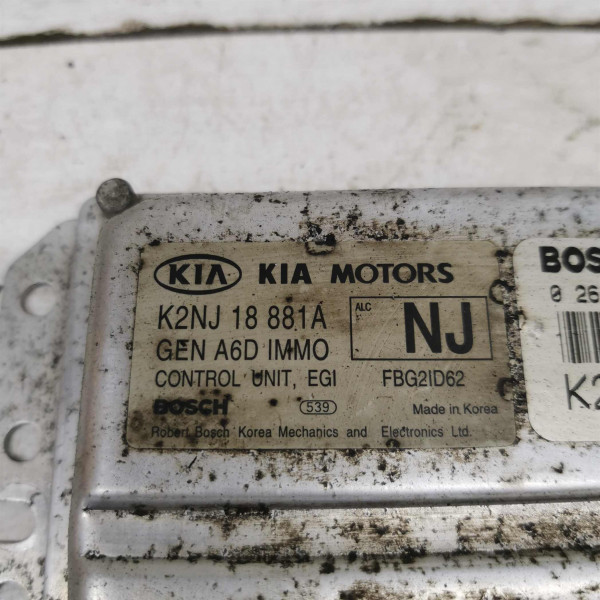 KIA KIA MOTORS
K2NJ 18 881A
ALC NJ
GEN A6D IMMO
CONTROL UNIT, EGI FBG2ID62
BOSCH 539 Made in Korea
Robert Bosch Korea Mechanics and Electronics Ltd.
0 26
K2